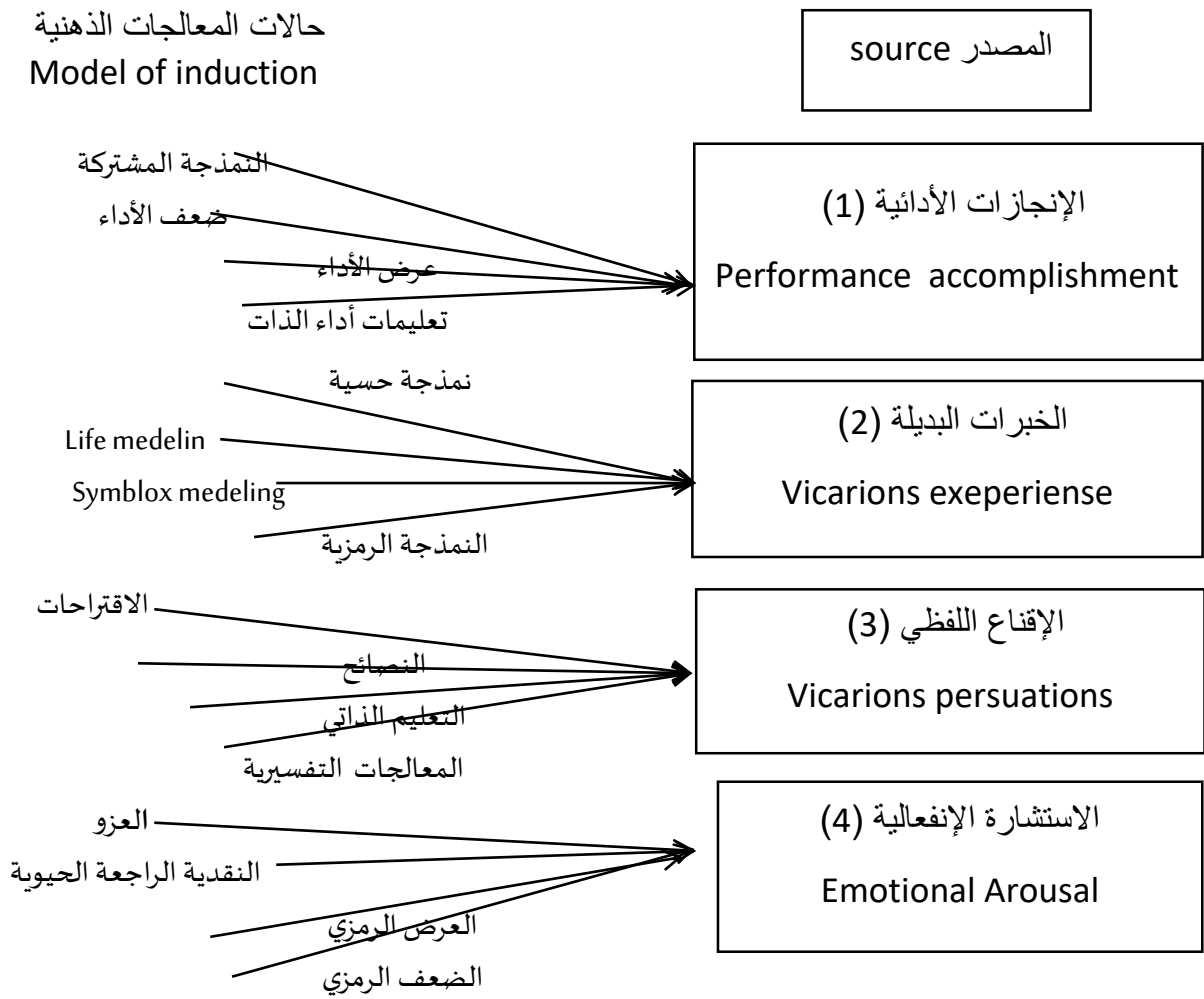 حالات المعالجات الذهنية
Model of induction
المصدر source
النمذجة المشتركة
ضعف الأداء
عرض الأداء
تعليمات أداء الذات
(1) الإنجازات الأدائية
Performance accomplishment
نمذجة حسية
Life medelin
Symblox medeling
النمذجة الرمزية
(2) الخبرات البديلة
Vicarions exeperiense
الاقتراحات
النصائح
التعليم الذاتي
المعالجات التفسيرية
(3) الإقناع اللفظي
Vicarions persuations
العزو
النقدية الراجعة الحيوية
العرض الرمزي
الضعف الرمزي
(4) الاستشارة الإنفعالية
Emotional Arousal